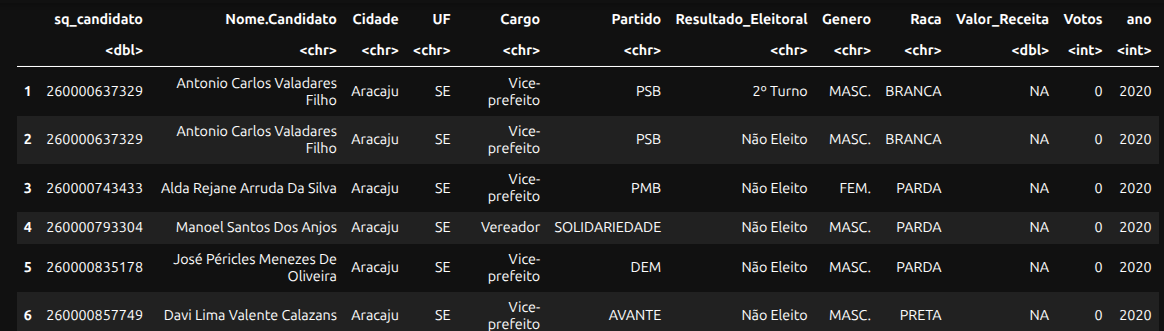 sq_candidato Nome.Candidato Cidade UF Cargo Partido Resultado_Eleitoral Genero Raca Valor_Receita Votos ano
<dbl> <chr> <chr> <chr> <chr> <chr> <chr> <chr> <chr> <dbl> <int> <int>
1 260000637329 Antonio Carlos Valadares Filho Aracaju SE Vice-prefeito PSB 2º Turno MASC. BRANCA NA 0 2020
2 260000637329 Antonio Carlos Valadares Filho Aracaju SE Vice-prefeito PSB Não Eleito MASC. BRANCA NA 0 2020
3 260000743433 Alda Rejane Arruda Da Silva Aracaju SE Vice-prefeito PMB Não Eleito FEM. PARDA NA 0 2020
4 260000793304 Manoel Santos Dos Anjos Aracaju SE Vereador SOLIDARIEDADE Não Eleito MASC. PARDA NA 0 2020
5 260000835178 José Péricles Menezes De Oliveira Aracaju SE Vice-prefeito DEM Não Eleito MASC. PARDA NA 0 2020
6 260000857749 Davi Lima Valente Calazans Aracaju SE Vice-prefeito AVANTE Não Eleito MASC. PRETA NA 0 2020